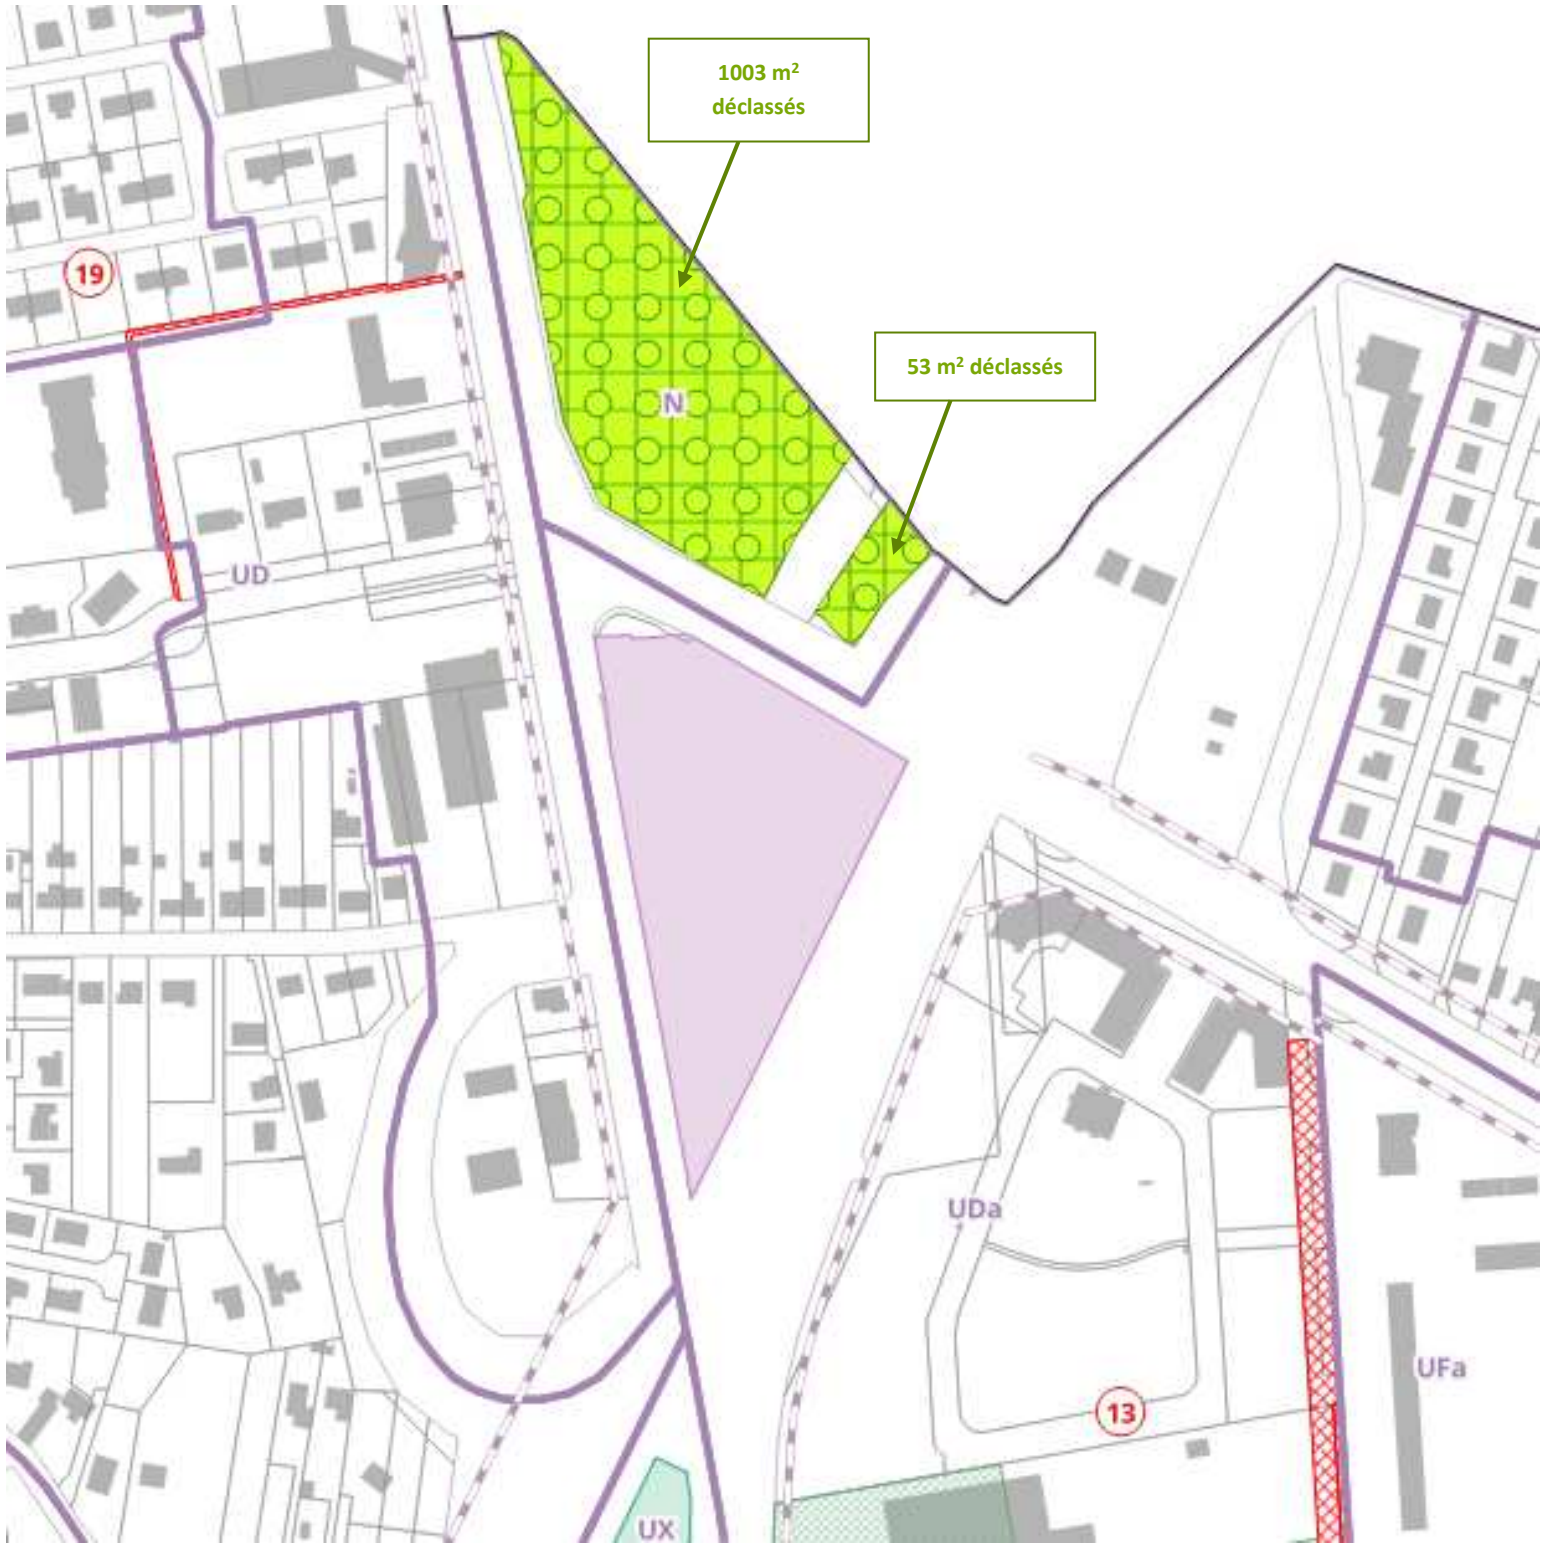 1003 m²
déclassés
19
53 m² déclassés
N
UD
UDa
UFa
13
UX